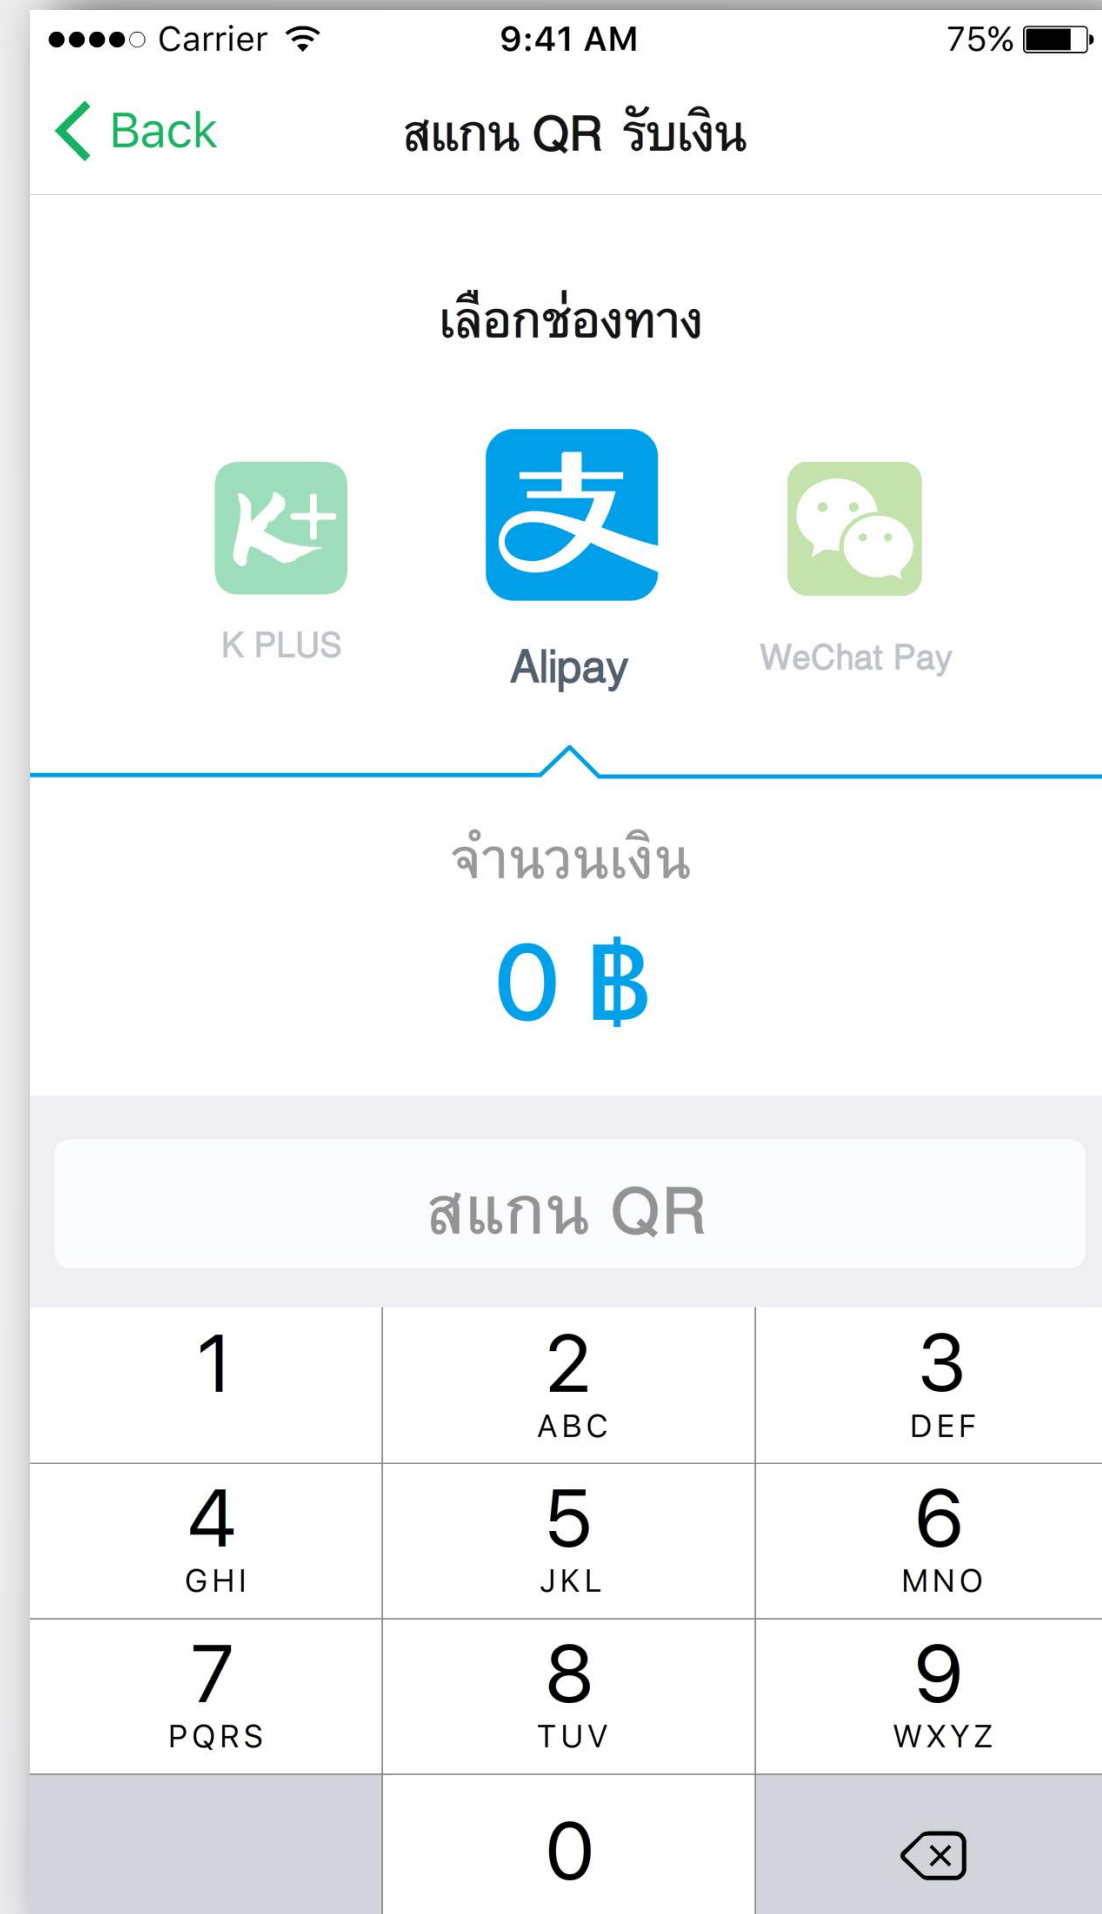 Carrier 9:41 AM 75%
Back สแกน QR รับเงิน
เลือกช่องทาง
K+ 支
K PLUS Alipay WeChat Pay
จำนวนเงิน
0 ฿
สแกน QR
1 2 3
ABC DEF
4 5 6
GHI JKL MNO
7 8 9
PQRS TUV WXYZ
0